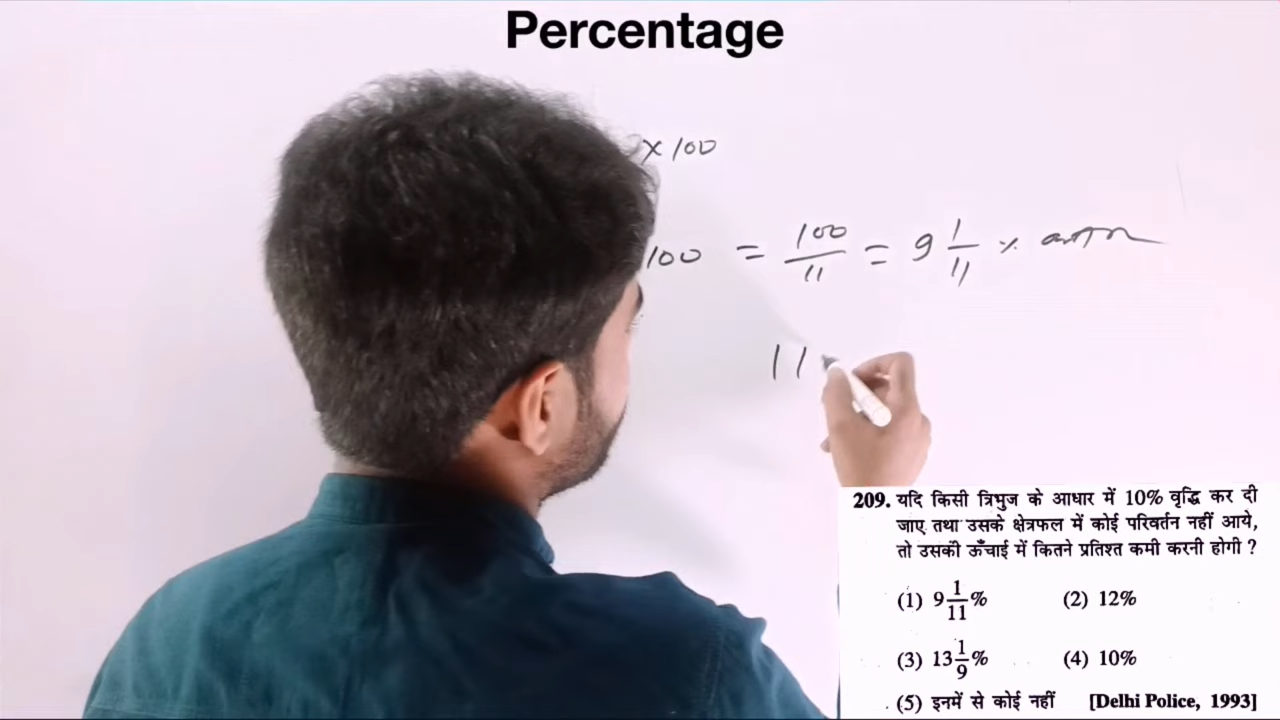 Percentage
× 100
100 = 100/11 = 9 1/11 %
11
209. यदि किसी त्रिभुज के आधार में 10% वृद्धि कर दी
जाए तथा उसके क्षेत्रफल में कोई परिवर्तन नहीं आये,
तो उसकी ऊँचाई में कितने प्रतिश्त कमी करनी होगी ?
(1) 9 1/11 % (2) 12%
(3) 13 1/9 % (4) 10%
(5) इनमें से कोई नहीं [Delhi Police, 1993]